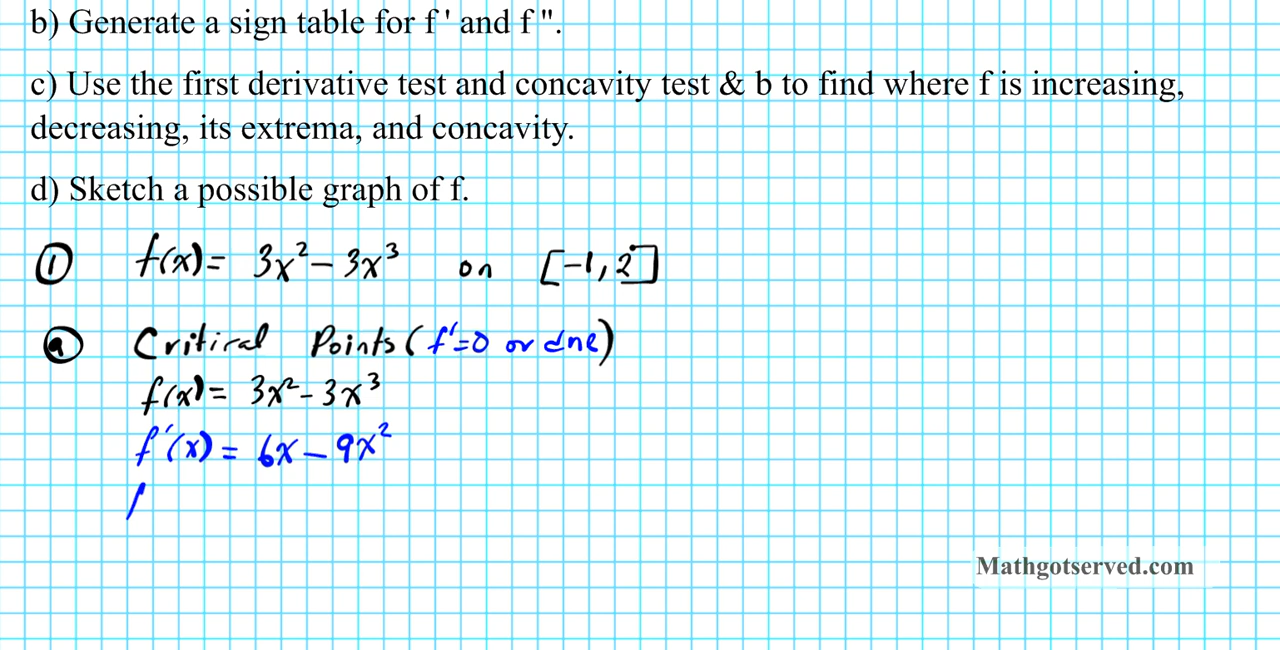 b) Generate a sign table for f ' and f ".
c) Use the first derivative test and concavity test & b to find where f is increasing,
decreasing, its extrema, and concavity.
d) Sketch a possible graph of f.
① f(x) = 3x² - 3x³ on [-1, 2]
ⓐ Critical Points (f'=0 or dne)
f(x) = 3x² - 3x³
f'(x) = 6x - 9x²
Mathgotserved.com